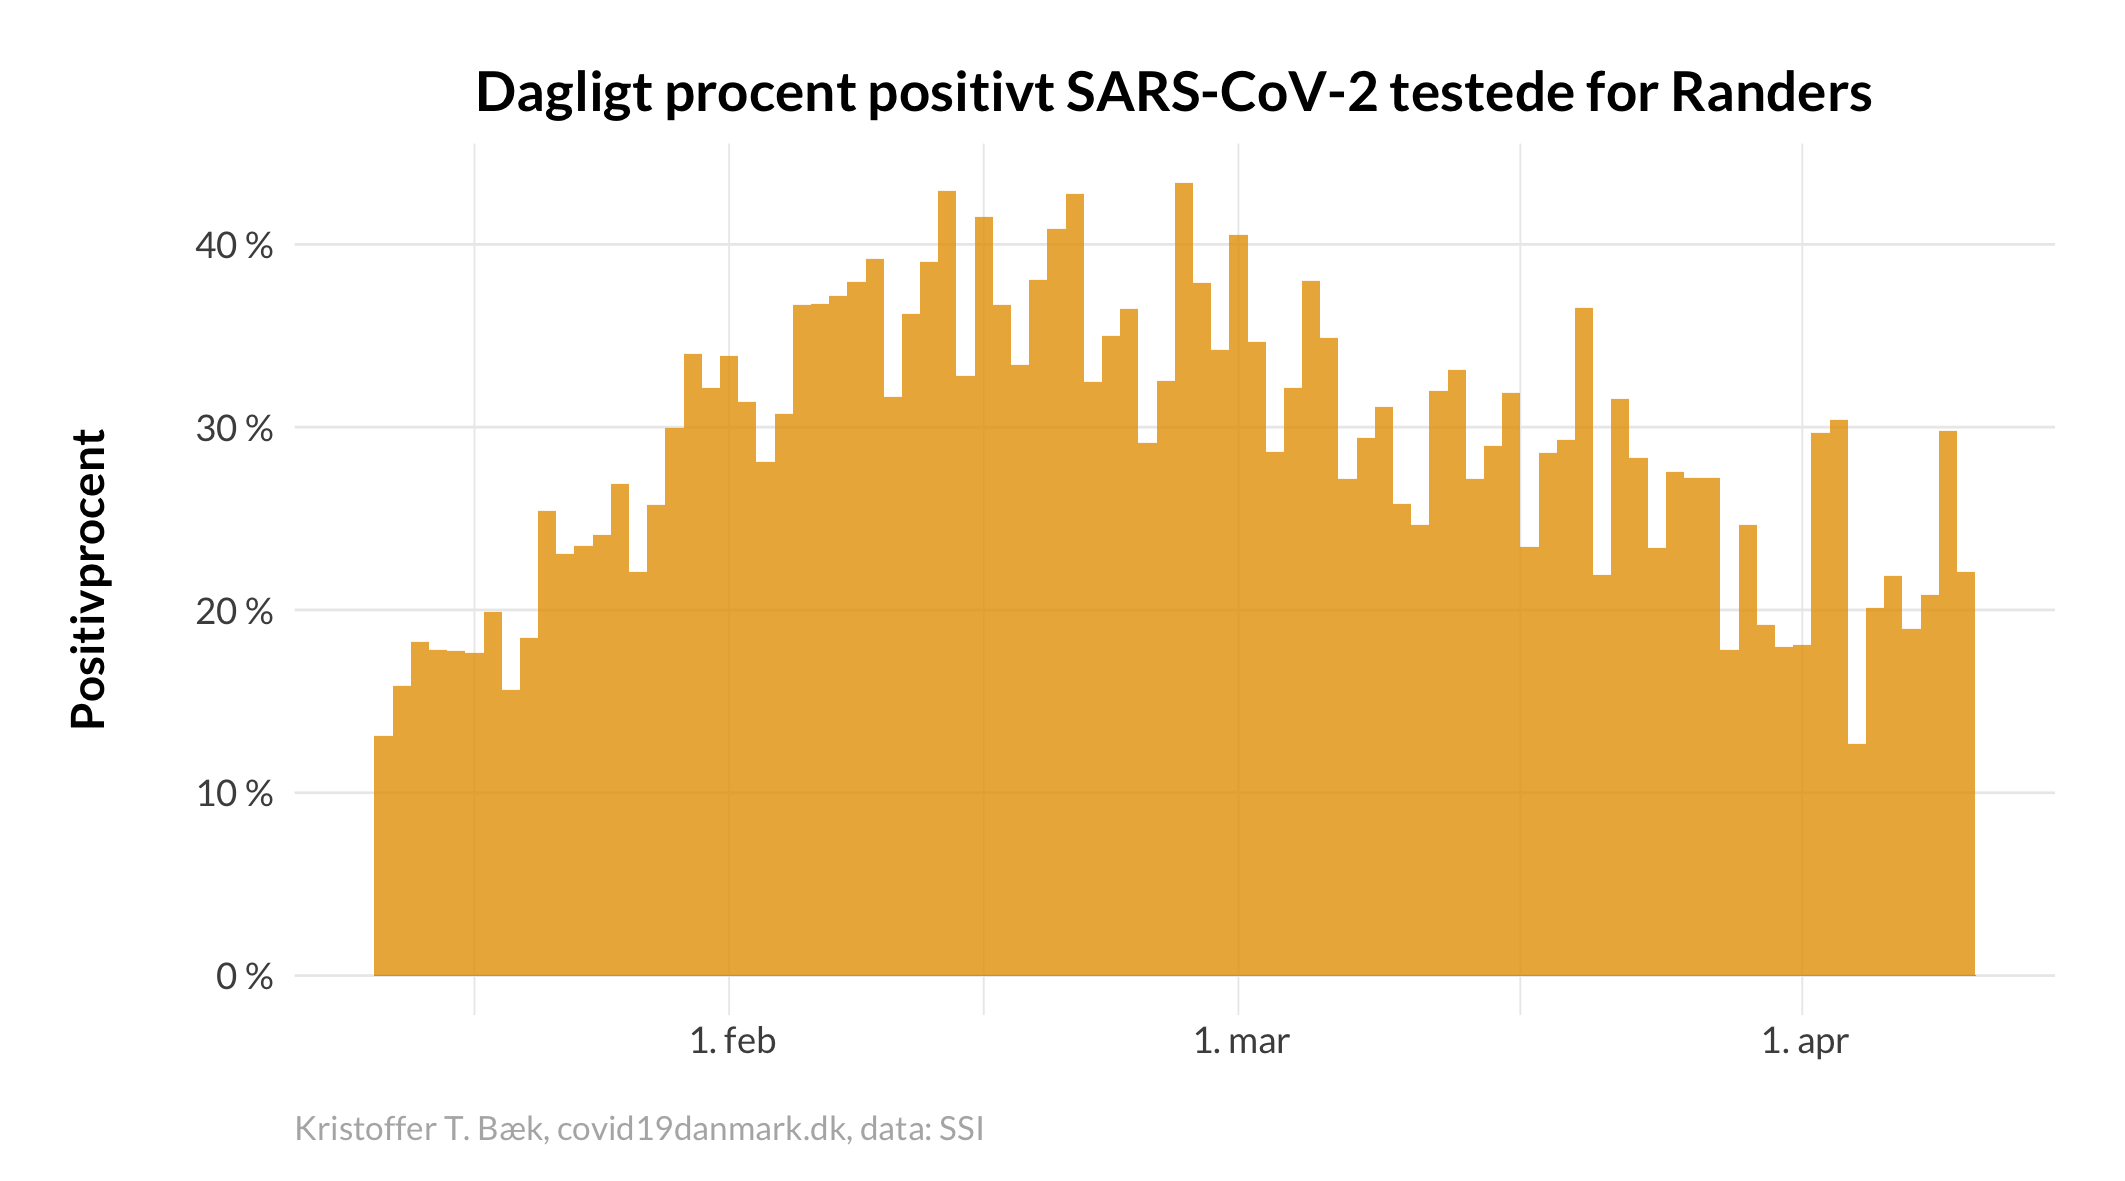 Dagligt procent positivt SARS-CoV-2 testede for Randers
Positivprocent
40 %
30 %
20 %
10 %
0 %
1. feb
1. mar
1. apr
Kristoffer T. Bæk, covid19danmark.dk, data: SSI